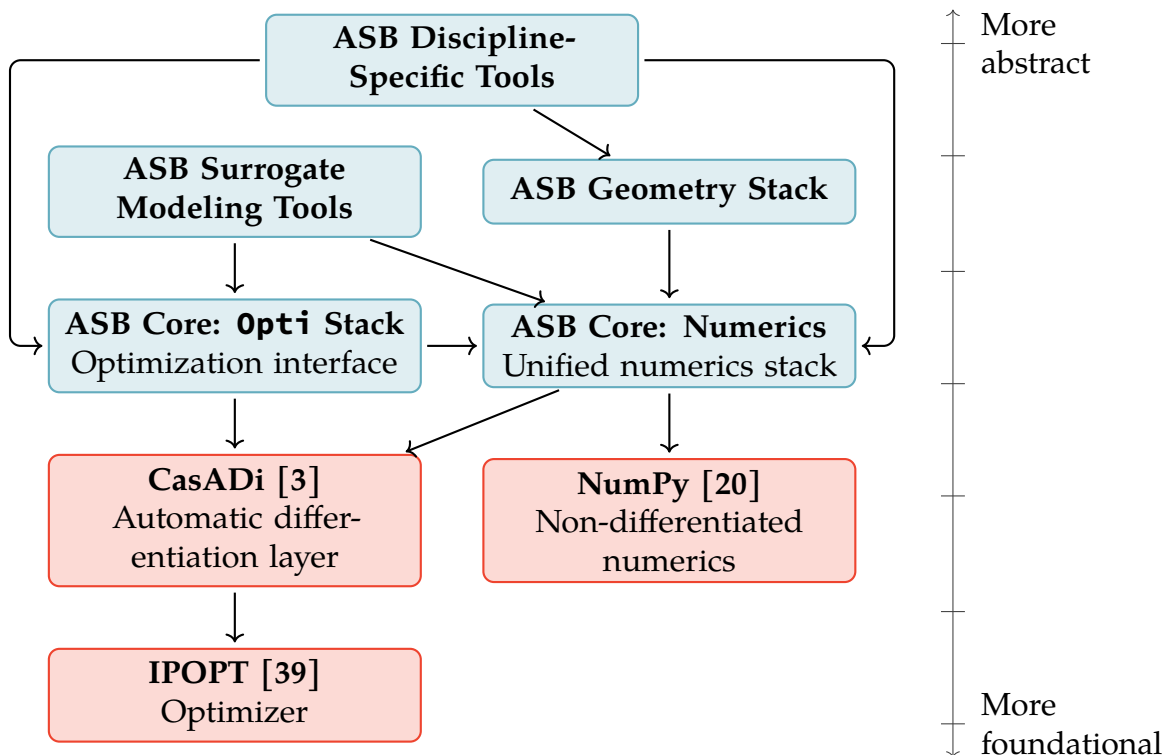 ASB Discipline-
Specific Tools
More
abstract
ASB Surrogate
Modeling Tools
ASB Geometry Stack
ASB Core: Opti Stack
Optimization interface
ASB Core: Numerics
Unified numerics stack
CasADi [3]
Automatic differ-
entiation layer
NumPy [20]
Non-differentiated
numerics
IPOPT [39]
Optimizer
More
foundational